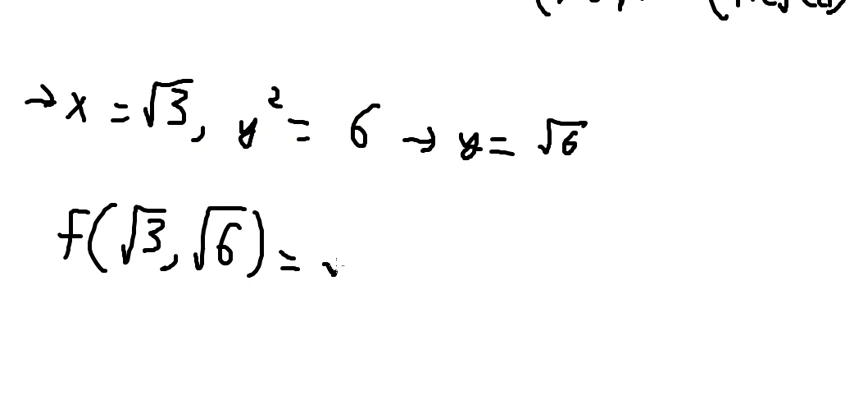 → x = √3, y² = 6 → y = √6
f(√3, √6) =